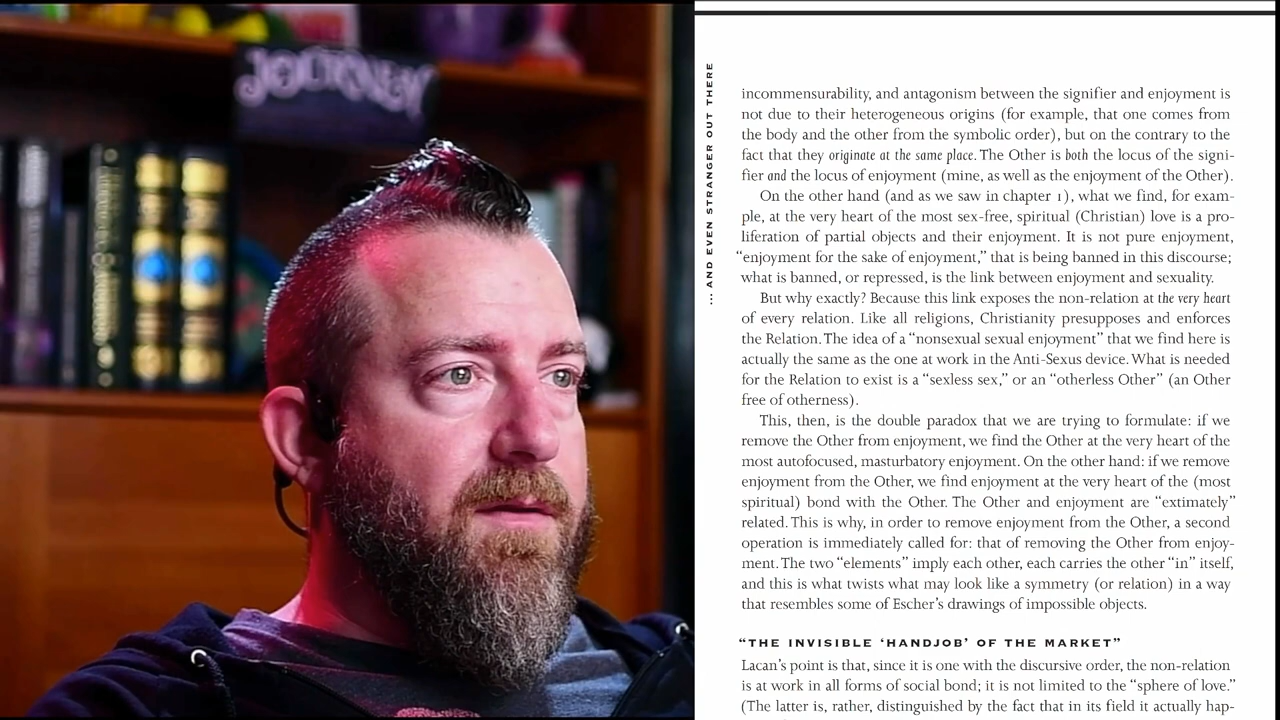 JOURNEY
... AND EVEN STRANGER OUT THERE
incommensurability, and antagonism between the signifier and enjoyment is
not due to their heterogeneous origins (for example, that one comes from
the body and the other from the symbolic order), but on the contrary to the
fact that they originate at the same place. The Other is both the locus of the signi-
fier and the locus of enjoyment (mine, as well as the enjoyment of the Other).
On the other hand (and as we saw in chapter 1), what we find, for exam-
ple, at the very heart of the most sex-free, spiritual (Christian) love is a pro-
liferation of partial objects and their enjoyment. It is not pure enjoyment,
“enjoyment for the sake of enjoyment,” that is being banned in this discourse;
what is banned, or repressed, is the link between enjoyment and sexuality.
But why exactly? Because this link exposes the non-relation at the very heart
of every relation. Like all religions, Christianity presupposes and enforces
the Relation. The idea of a “nonsexual sexual enjoyment” that we find here is
actually the same as the one at work in the Anti-Sexus device. What is needed
for the Relation to exist is a “sexless sex,” or an “otherless Other” (an Other
free of otherness).
This, then, is the double paradox that we are trying to formulate: if we
remove the Other from enjoyment, we find the Other at the very heart of the
most autofocused, masturbatory enjoyment. On the other hand: if we remove
enjoyment from the Other, we find enjoyment at the very heart of the (most
spiritual) bond with the Other. The Other and enjoyment are “extimately”
related. This is why, in order to remove enjoyment from the Other, a second
operation is immediately called for: that of removing the Other from enjoy-
ment. The two “elements” imply each other, each carries the other “in” itself,
and this is what twists what may look like a symmetry (or relation) in a way
that resembles some of Escher’s drawings of impossible objects.
“THE INVISIBLE ‘HANDJOB’ OF THE MARKET”
Lacan’s point is that, since it is one with the discursive order, the non-relation
is at work in all forms of social bond; it is not limited to the “sphere of love.”
(The latter is, rather, distinguished by the fact that in its field it actually hap-